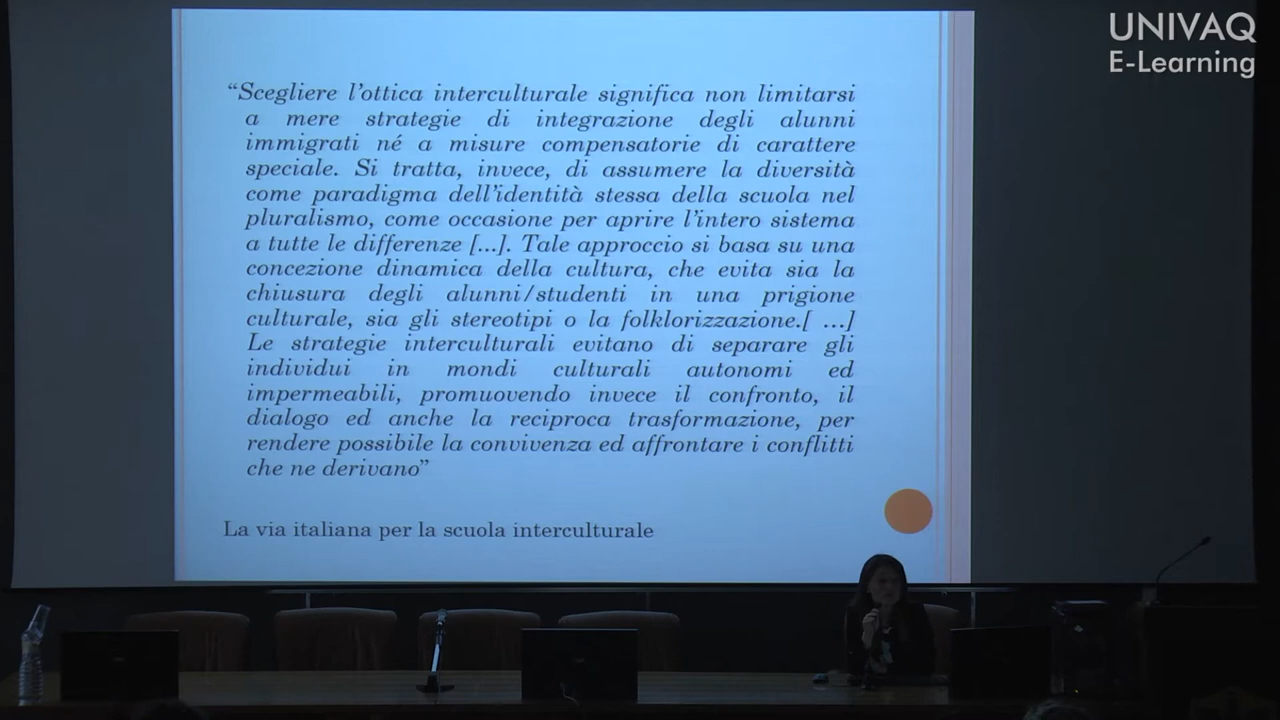 UNIVAQ
E-Learning
“Scegliere l’ottica interculturale significa non limitarsi
a mere strategie di integrazione degli alunni
immigrati né a misure compensatorie di carattere
speciale. Si tratta, invece, di assumere la diversità
come paradigma dell’identità stessa della scuola nel
pluralismo, come occasione per aprire l’intero sistema
a tutte le differenze [...]. Tale approccio si basa su una
concezione dinamica della cultura, che evita sia la
chiusura degli alunni/studenti in una prigione
culturale, sia gli stereotipi o la folklorizzazione.[ ...]
Le strategie interculturali evitano di separare gli
individui in mondi culturali autonomi ed
impermeabili, promuovendo invece il confronto, il
dialogo ed anche la reciproca trasformazione, per
rendere possibile la convivenza ed affrontare i conflitti
che ne derivano”
La via italiana per la scuola interculturale